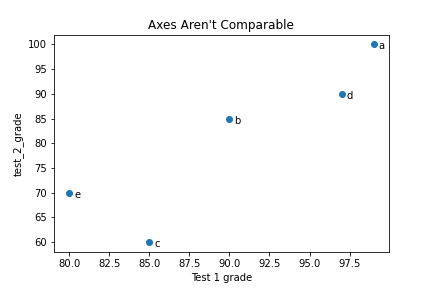 Axes Aren't Comparable
100
95
90
85
80
75
70
65
60
test_2_grade
a
d
b
e
c
80.0 82.5 85.0 87.5 90.0 92.5 95.0 97.5
Test 1 grade